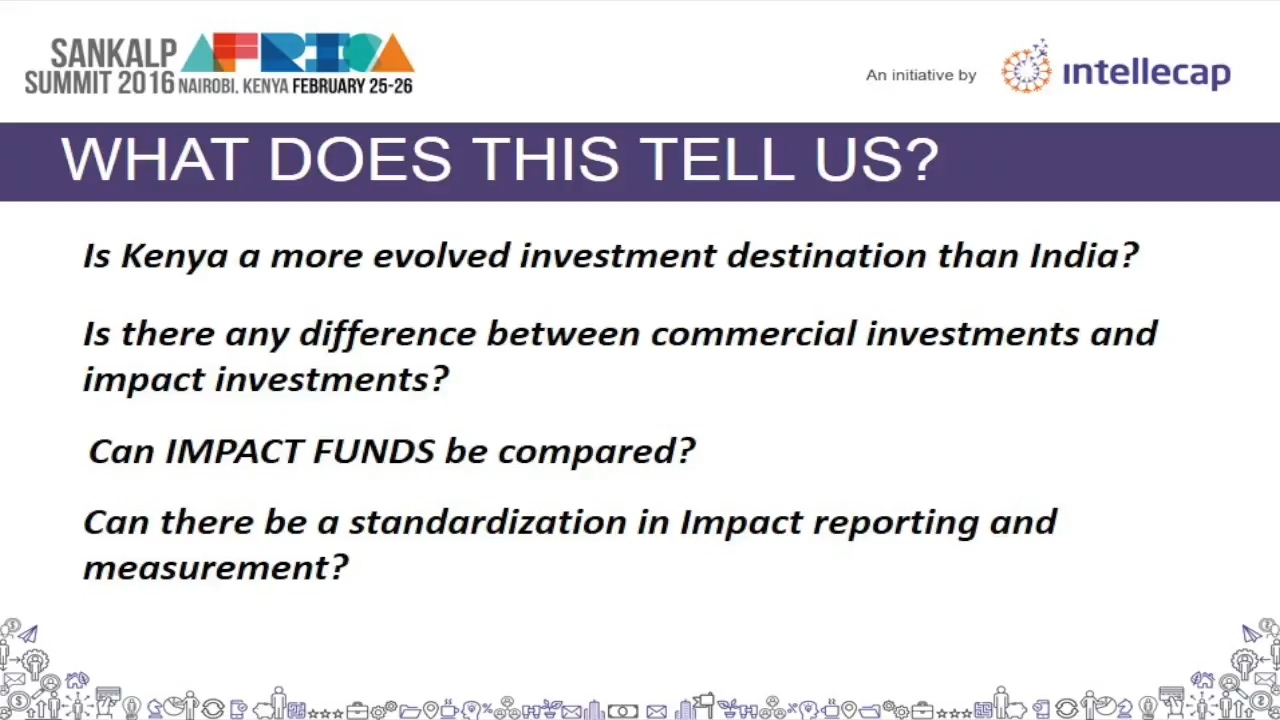 SANKALP AFRICA
SUMMIT 2016 NAIROBI. KENYA FEBRUARY 25-26
An initiative by intellecap
WHAT DOES THIS TELL US?
Is Kenya a more evolved investment destination than India?
Is there any difference between commercial investments and
impact investments?
Can IMPACT FUNDS be compared?
Can there be a standardization in Impact reporting and
measurement?